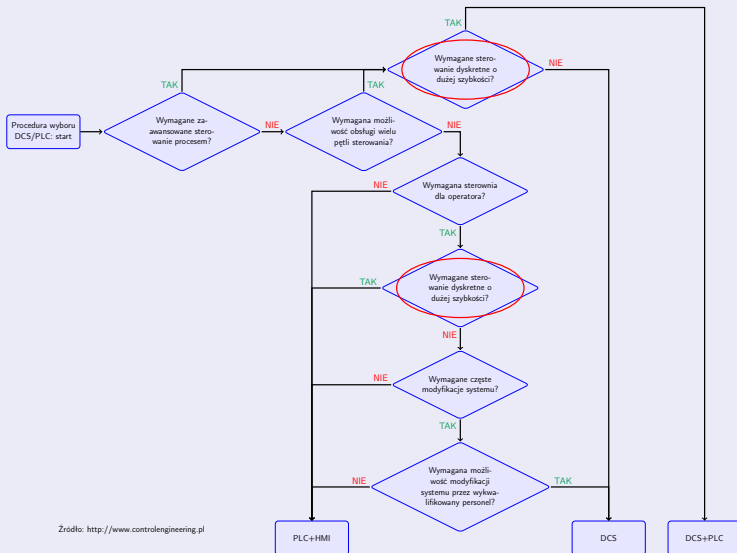 TAK
Wymagane stero-
wanie dyskretne o
dużej szybkości?
NIE
TAK
TAK
Procedura wyboru
DCS/PLC: start
Wymagane za-
awansowane stero-
wanie procesem?
NIE
Wymagana możli-
wość obsługi wielu
pętli sterowania?
NIE
NIE
Wymagana sterownia
dla operatora?
TAK
TAK
Wymagane stero-
wanie dyskretne o
dużej szybkości?
NIE
NIE
Wymagane częste
modyfikacje systemu?
TAK
NIE
Wymagana możli-
wość modyfikacji
systemu przez wykwa-
lifikowany personel?
TAK
Źródło: http://www.controlengineering.pl
PLC+HMI
DCS
DCS+PLC